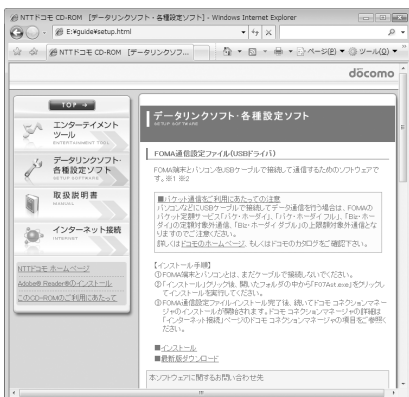 NTTドコモ CD-ROM [データリンクソフト・各種設定ソフト] - Windows Internet Explorer
E:¥guide¥setup.html
NTTドコモ CD-ROM [データリンクソフ...
ページ(P)
ツール(O)
döcomo
TOP
エンターテイメント
ツール
ENTERTAINMENT TOOL
データリンクソフト・
各種設定ソフト
SETUP SOFTWARE
取扱説明書
MANUAL
インターネット接続
INTERNET
NTTドコモ ホームページ
Adobe® Reader®のインストール
このCD-ROMのご利用にあたって
データリンクソフト・各種設定ソフト
SETUP SOFTWARE
FOMA通信設定ファイル(USBドライバ)
FOMA端末とパソコンをUSBケーブルで接続して通信するためのソフトウェアで
す。※1 ※2
■パケット通信をご利用にあたっての注意
パソコンなどにUSBケーブルで接続してデータ通信を行う場合は、FOMAの
パケット定額サービス「パケ・ホーダイ」、「パケ・ホーダイ フル」、「Biz・ホー
ダイ」の定額対象外通信、「Biz・ホーダイ ダブル」の上限額対象外通信とな
りますのでご注意ください。
詳しくはドコモのホームページ、もしくはドコモのカタログをご確認下さい。
【インストール手順】
①FOMA端末とパソコンとは、まだケーブルで接続しないでください。
②「インストール」クリック後、開いたフォルダの中から「F07Ast.exe」をクリックし
てインストールを実行してください。
③FOMA通信設定ファイルインストール完了後、続いてドコモ コネクションマネー
ジャのインストールが開始されます。ドコモ コネクションマネージャの詳細は
「インターネット接続」ページのドコモ コネクションマネージャの項目をご参照く
ださい。
■インストール
■最新版ダウンロード
本ソフトウェアに関するお問い合わせ先